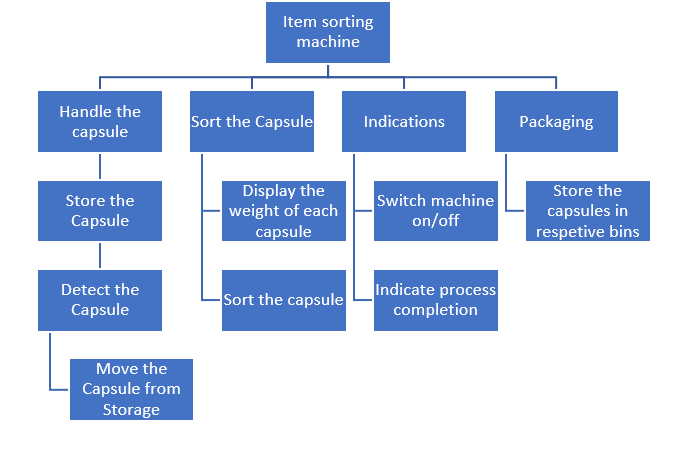 Item sorting
machine
Handle the
capsule
Sort the Capsule
Indications
Packaging
Store the
Capsule
Display the
weight of each
capsule
Switch machine
on/off
Store the
capsules in
respetive bins
Detect the
Capsule
Sort the capsule
Indicate process
completion
Move the
Capsule from
Storage